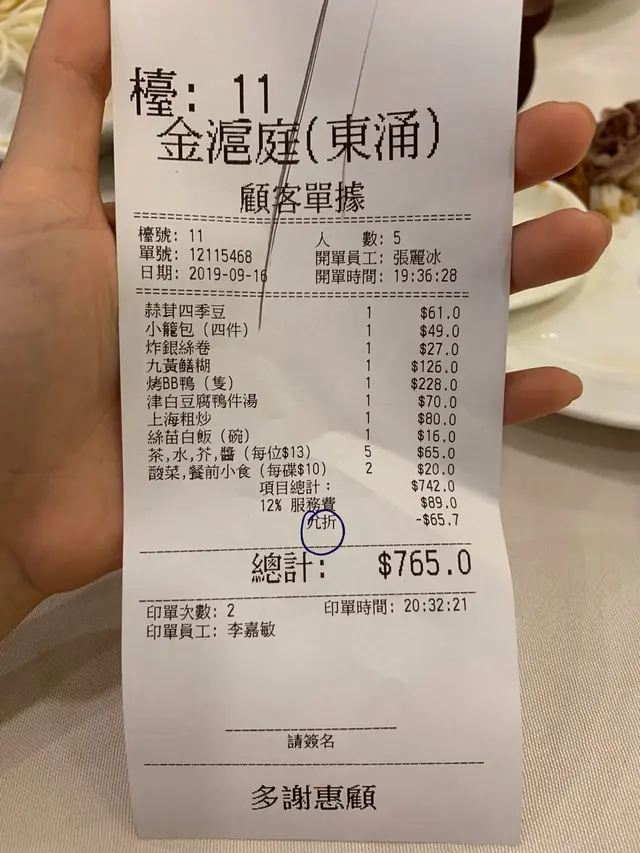 檯: 11
金滬庭(東涌)
顧客單據
檯號: 11 人 數: 5
單號: 12115468 開單員工: 張麗冰
日期: 2019-09-16 開單時間: 19:36:28
蒜茸四季豆 1 $61.0
小籠包(四件) 1 $49.0
炸銀絲卷 1 $27.0
九黃鱔糊 1 $126.0
烤BB鴨(隻) 1 $228.0
津白豆腐鴨件湯 1 $70.0
上海粗炒 1 $80.0
絲苗白飯(碗) 1 $16.0
茶,水,芥,醬(每位$13) 5 $65.0
酸菜,餐前小食(每碟$10) 2 $20.0
項目總計: $742.0
12% 服務費 $89.0
折 -$65.7
總計: $765.0
印單次數: 2 印單時間: 20:32:21
印單員工: 李嘉敏
請簽名
多謝惠顧